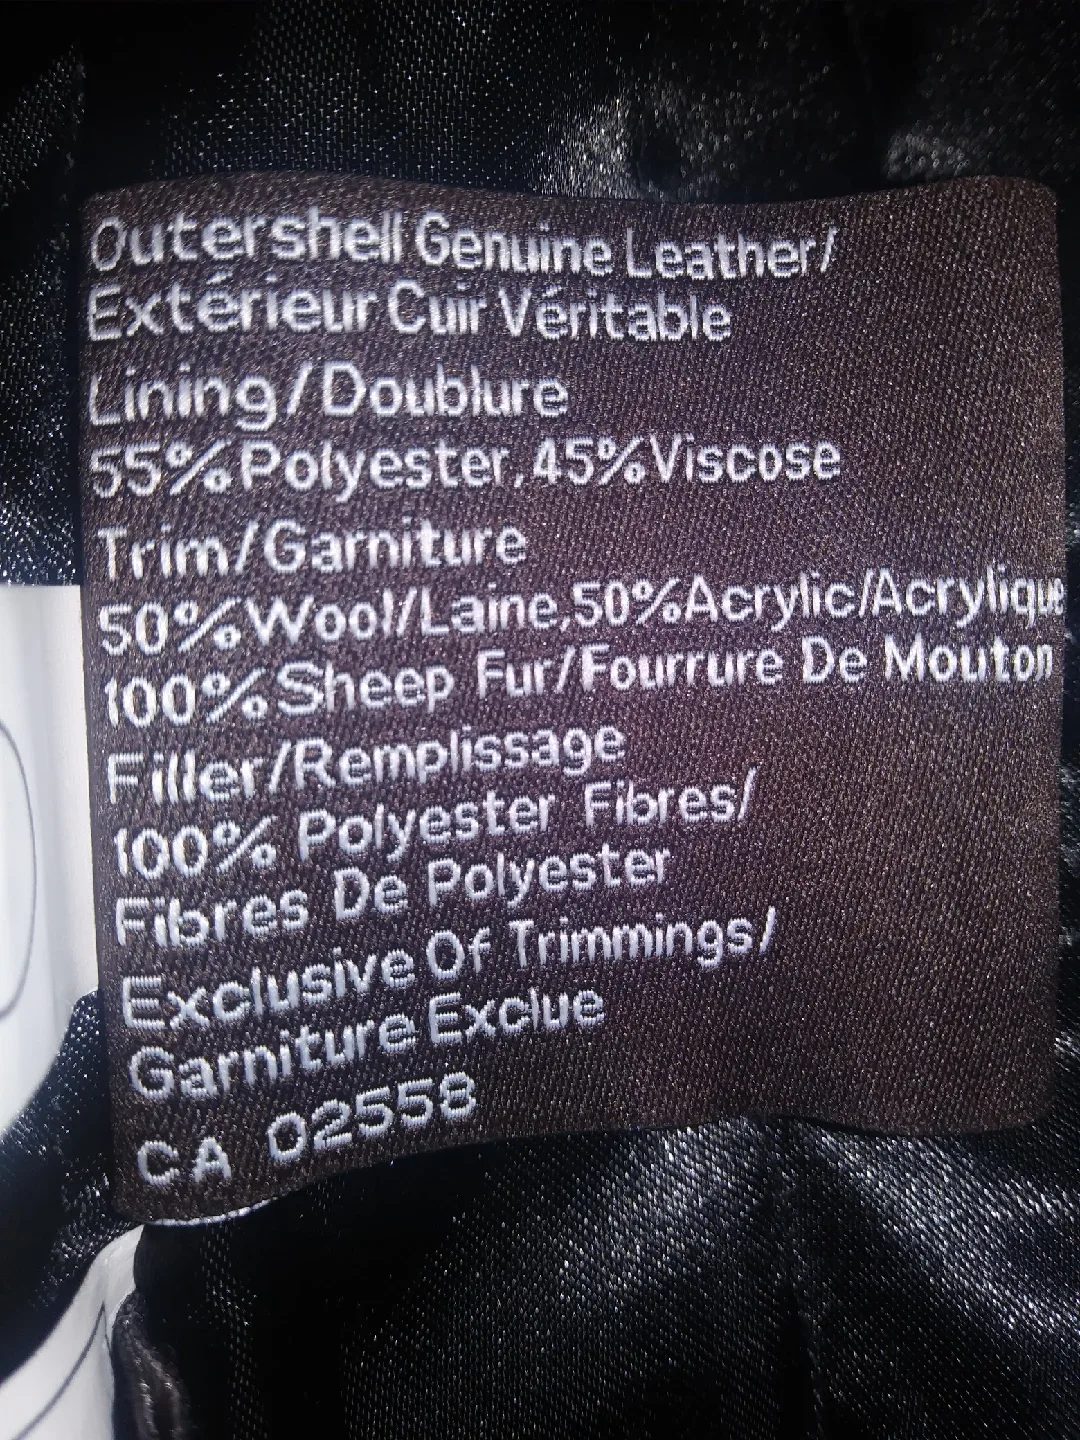 Outershell Genuine Leather/
Extérieur Cuir Véritable
Lining/Doublure
55%Polyester,45%Viscose
Trim/Garniture
50%Wool/Laine,50%Acrylic/Acrylique
100%Sheep Fur/Fourrure De Mouton
Filler/Remplissage
100% Polyester Fibres/
Fibres De Polyester
Exclusive Of Trimmings/
Garniture Exclue
CA 02558